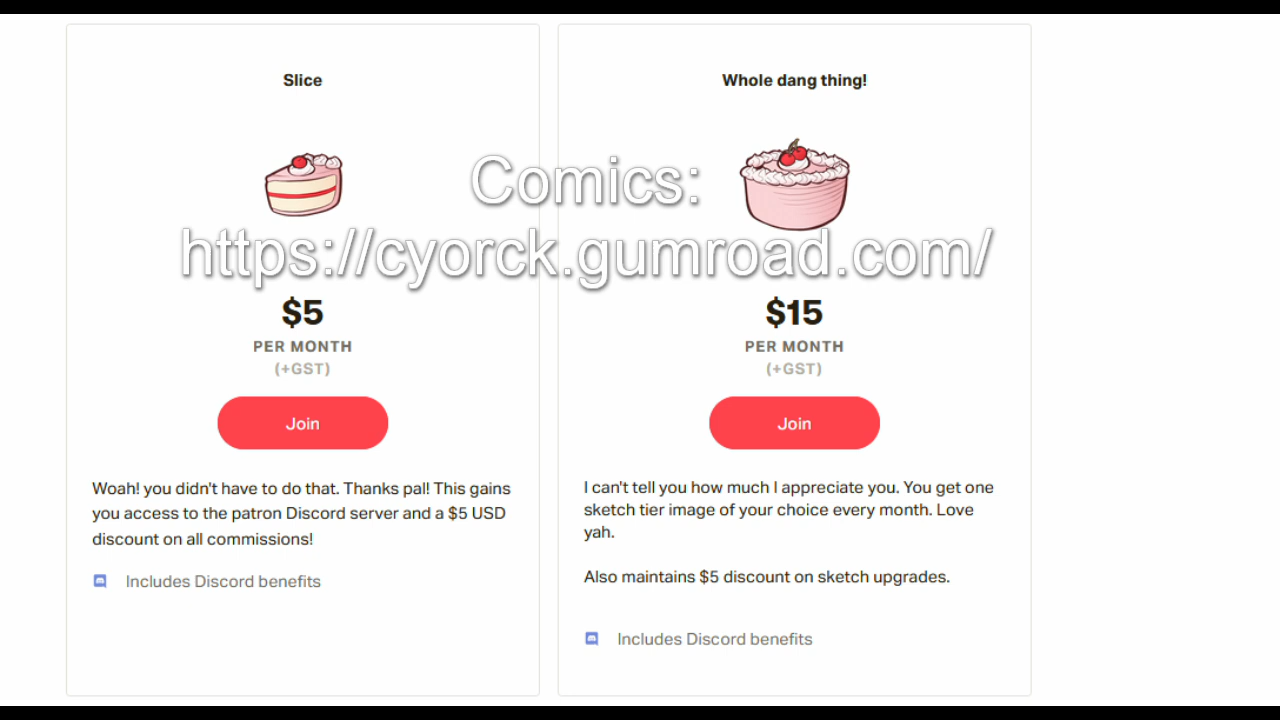 Slice
Whole dang thing!
Comics:
https://cyorck.gumroad.com/
$5
PER MONTH
(+GST)
Join
Woah! you didn't have to do that. Thanks pal! This gains
you access to the patron Discord server and a $5 USD
discount on all commissions!
Includes Discord benefits
$15
PER MONTH
(+GST)
Join
I can't tell you how much I appreciate you. You get one
sketch tier image of your choice every month. Love
yah.
Also maintains $5 discount on sketch upgrades.
Includes Discord benefits